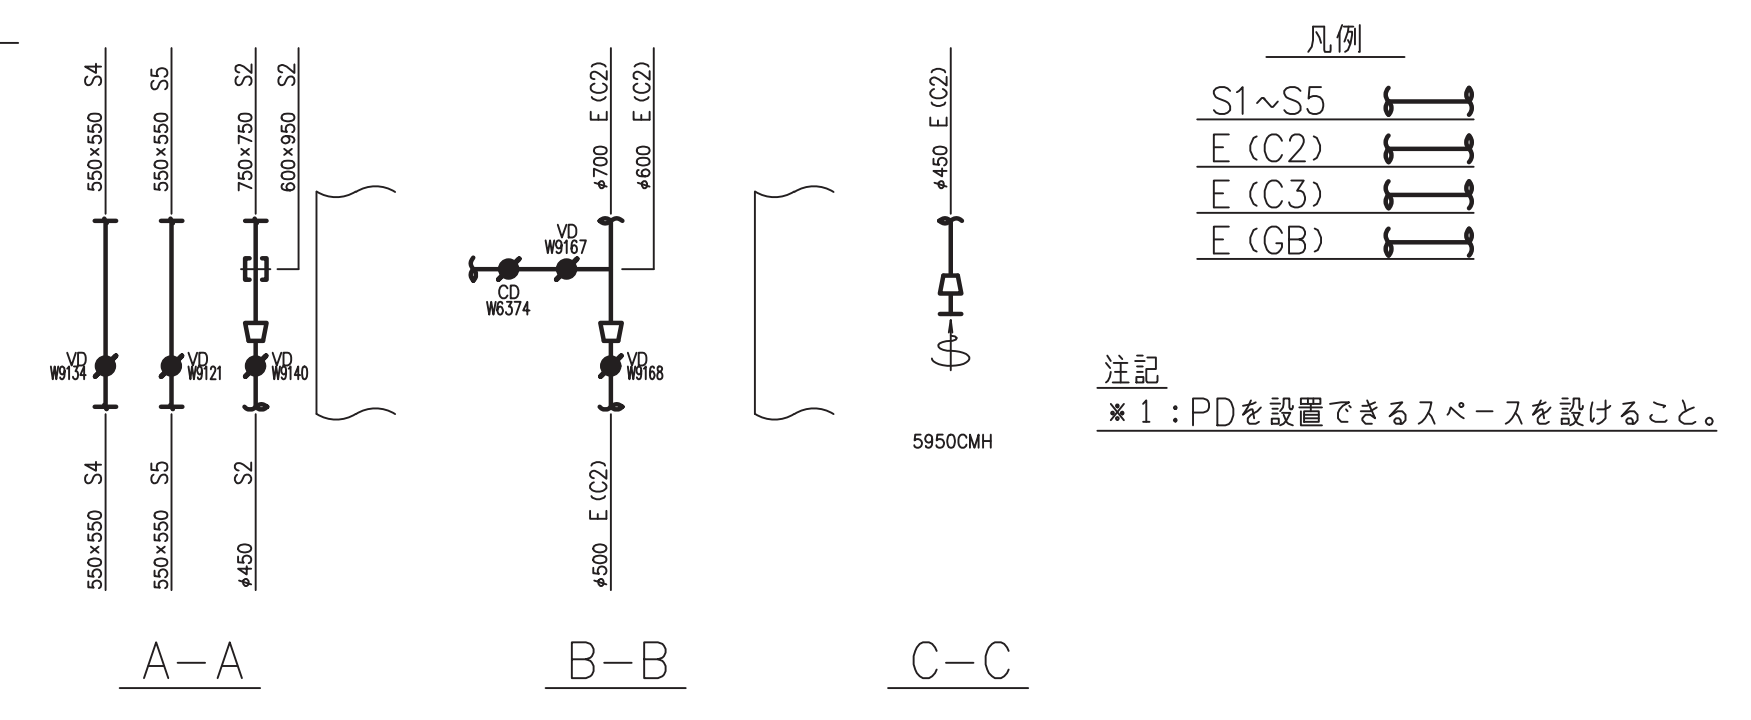 550×550 S4
550×550 S5
750×750 S2
600×950 S2
VD
W9134
VD
W9121
VD
W9140
550×550 S4
550×550 S5
φ450 S2
A−A
φ700 E (C2)
φ600 E (C2)
VD
W9167
CD
W6374
VD
W9168
φ500 E (C2)
B−B
φ450 E (C2)
5950CMH
C−C
凡例
S1~S5
E (C2)
E (C3)
E (GB)
注記
※1:PDを設置できるスペースを設けること。